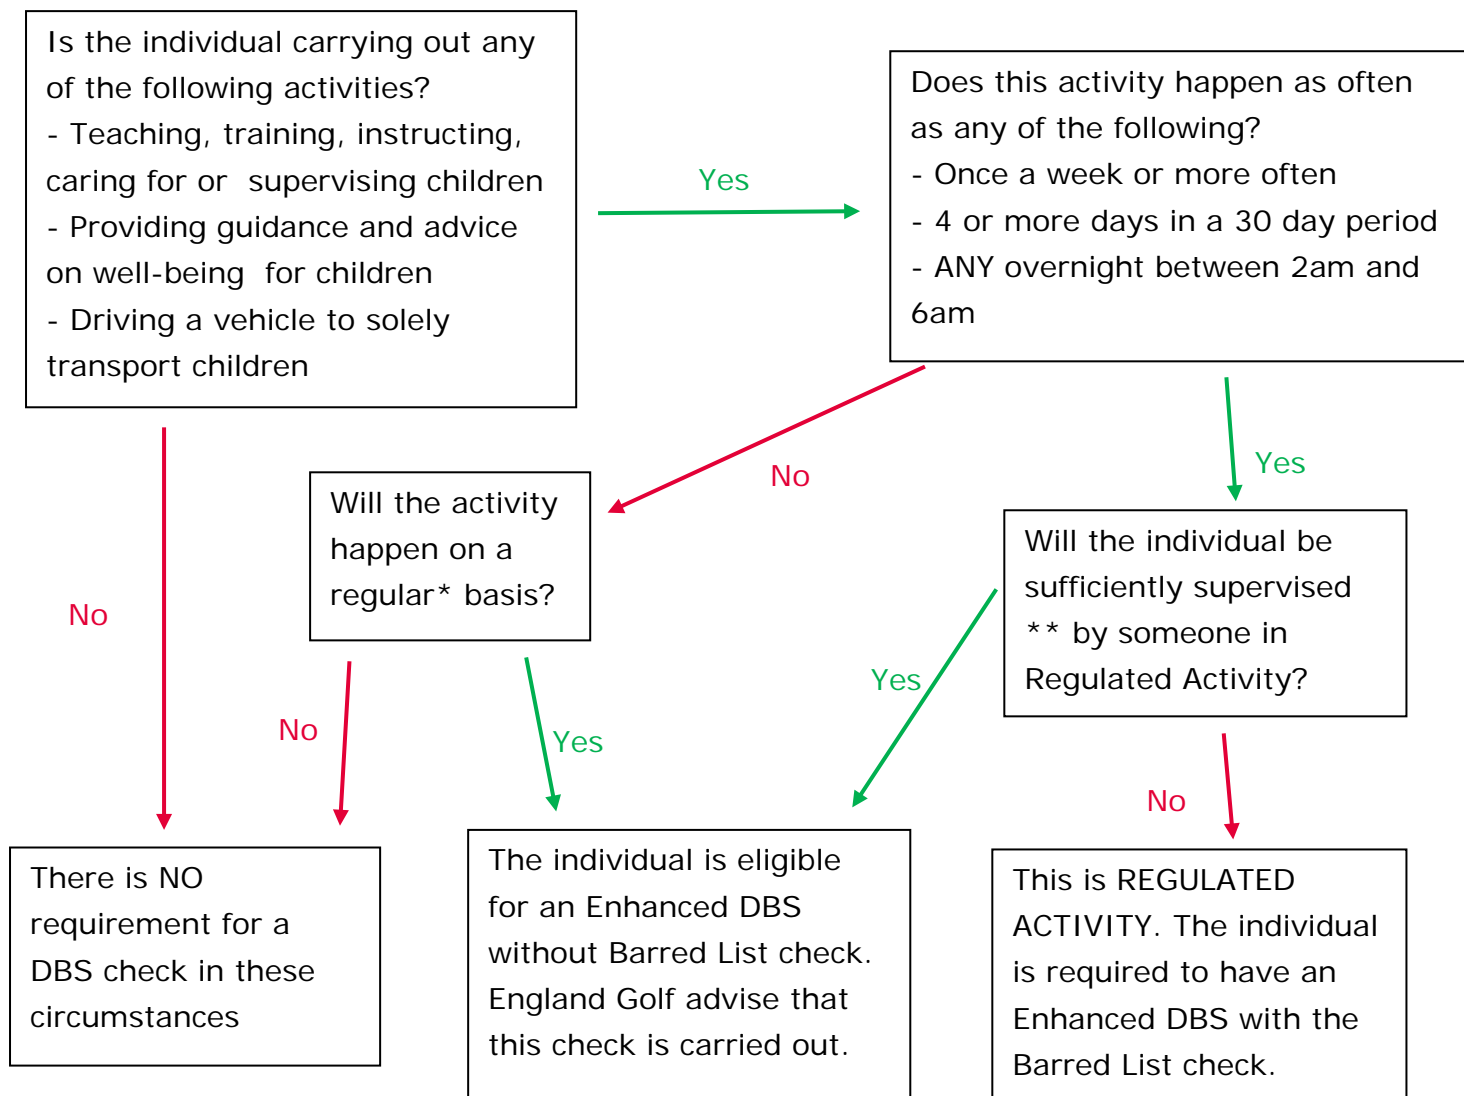 Is the individual carrying out any
of the following activities?
- Teaching, training, instructing,
caring for or supervising children
- Providing guidance and advice
on well-being for children
- Driving a vehicle to solely
transport children
Yes
Does this activity happen as often
as any of the following?
- Once a week or more often
- 4 or more days in a 30 day period
- ANY overnight between 2am and
6am
No
Will the activity
happen on a
regular* basis?
No
Yes
Will the individual be
sufficiently supervised
** by someone in
Regulated Activity?
No
Yes
Yes
No
There is NO
requirement for a
DBS check in these
circumstances
The individual is eligible
for an Enhanced DBS
without Barred List check.
England Golf advise that
this check is carried out.
This is REGULATED
ACTIVITY. The individual
is required to have an
Enhanced DBS with the
Barred List check.